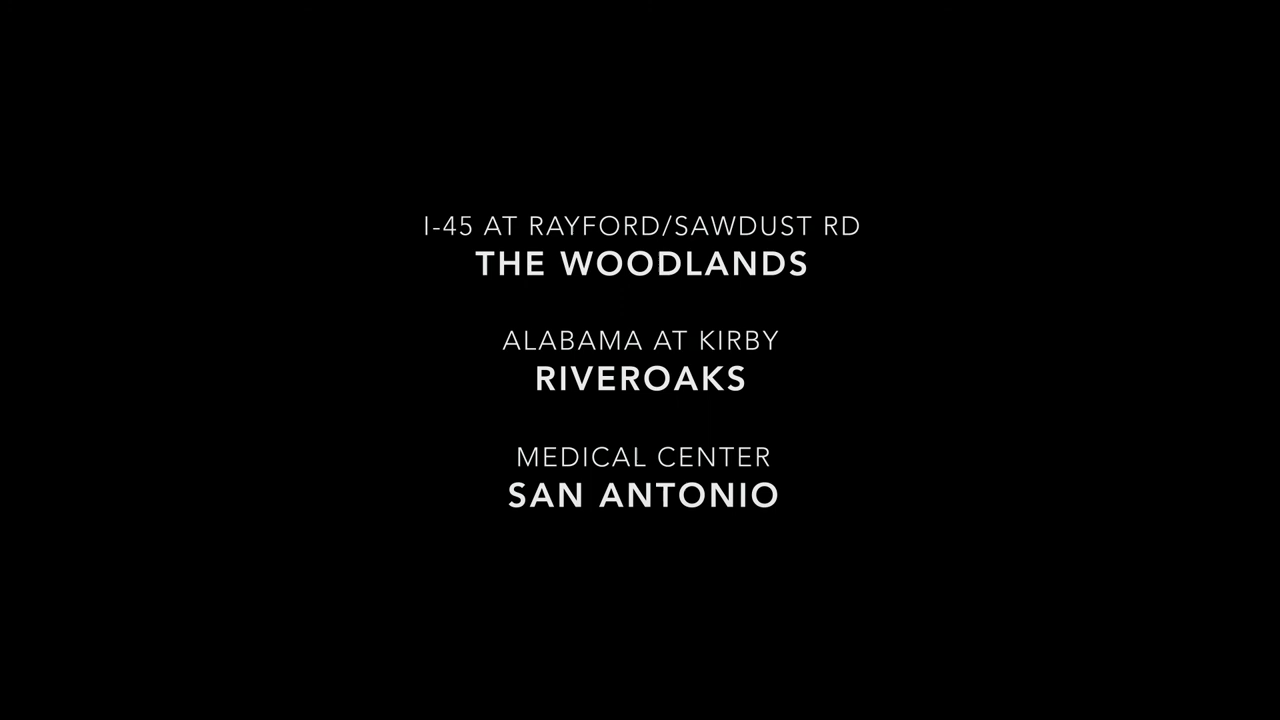 I-45 AT RAYFORD/SAWDUST RD
THE WOODLANDS
ALABAMA AT KIRBY
RIVEROAKS
MEDICAL CENTER
SAN ANTONIO